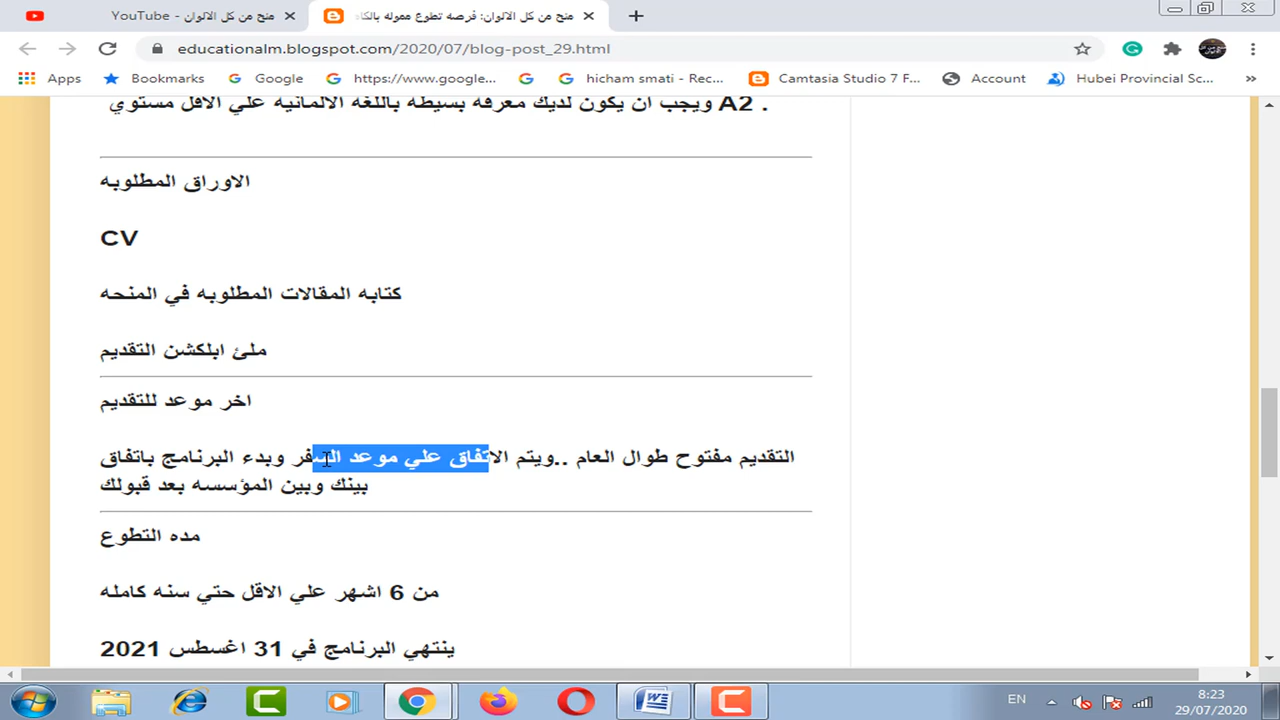 منح من كل الالوان - YouTube
منح من كل الالوان: فرصة تطوع ممولة بالكا
educationalm.blogspot.com/2020/07/blog-post_29.html
Apps
Bookmarks
Google
https://www.google...
hicham smati - Rec...
Camtasia Studio 7 F...
Account
Hubei Provincial Sc...
»
ويجب ان يكون لديك معرفه بسيطه باللغه الالمانيه علي الاقل مستوي A2 .
الاوراق المطلوبه
CV
كتابه المقالات المطلوبه في المنحه
ملئ ابلكشن التقديم
اخر موعد للتقديم
التقديم مفتوح طوال العام ..ويتم الاتفاق علي موعد السفر وبدء البرنامج باتفاق
بينك وبين المؤسسه بعد قبولك
مده التطوع
من 6 اشهر علي الاقل حتي سنه كامله
ينتهي البرنامج في 31 اغسطس 2021
EN
8:23
29/07/2020